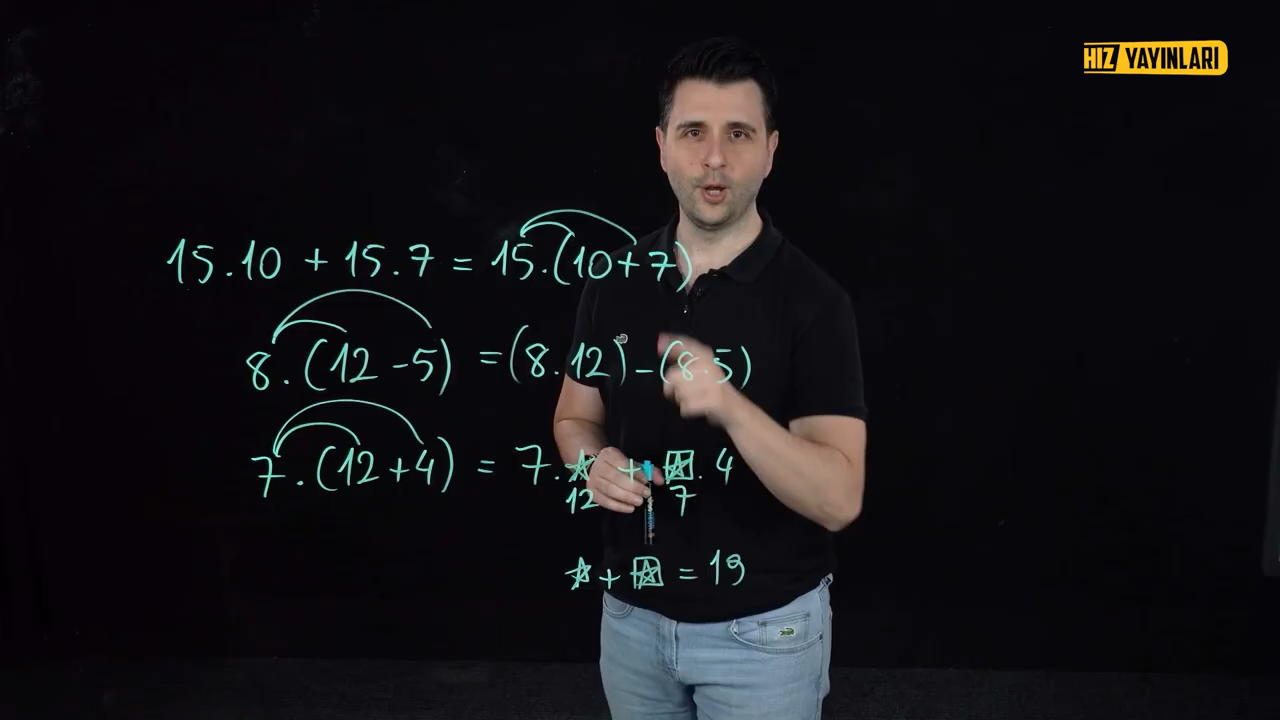 HIZ YAYINLARI
15.10 + 15.7 = 15.(10+7)
8.(12-5) = (8.12) - (8.5)
7.(12+4) = 7.☆ + ⍟.4
12 7
☆ + ⍟ = 19